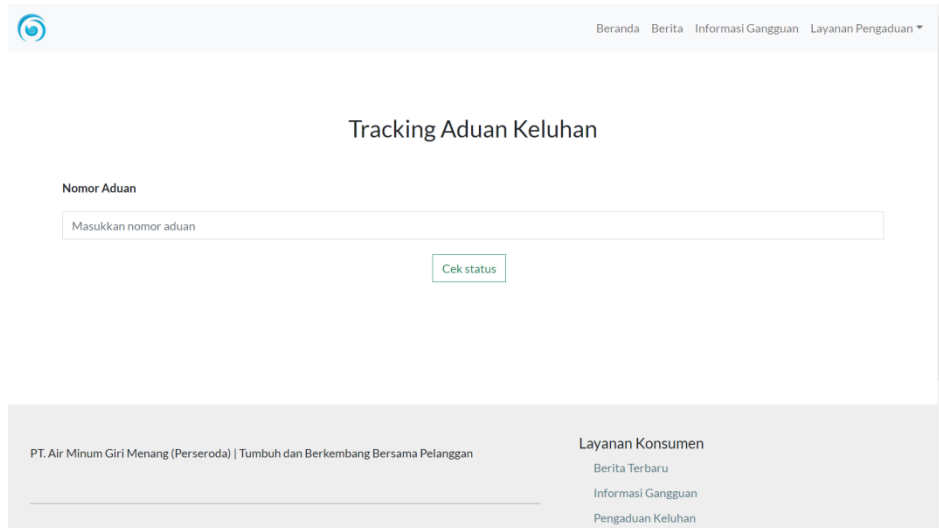 Beranda Berita Informasi Gangguan Layanan Pengaduan
Tracking Aduan Keluhan
Nomor Aduan
Masukkan nomor aduan
Cek status
PT. Air Minum Giri Menang (Perseroda) | Tumbuh dan Berkembang Bersama Pelanggan
Layanan Konsumen
Berita Terbaru
Informasi Gangguan
Pengaduan Keluhan